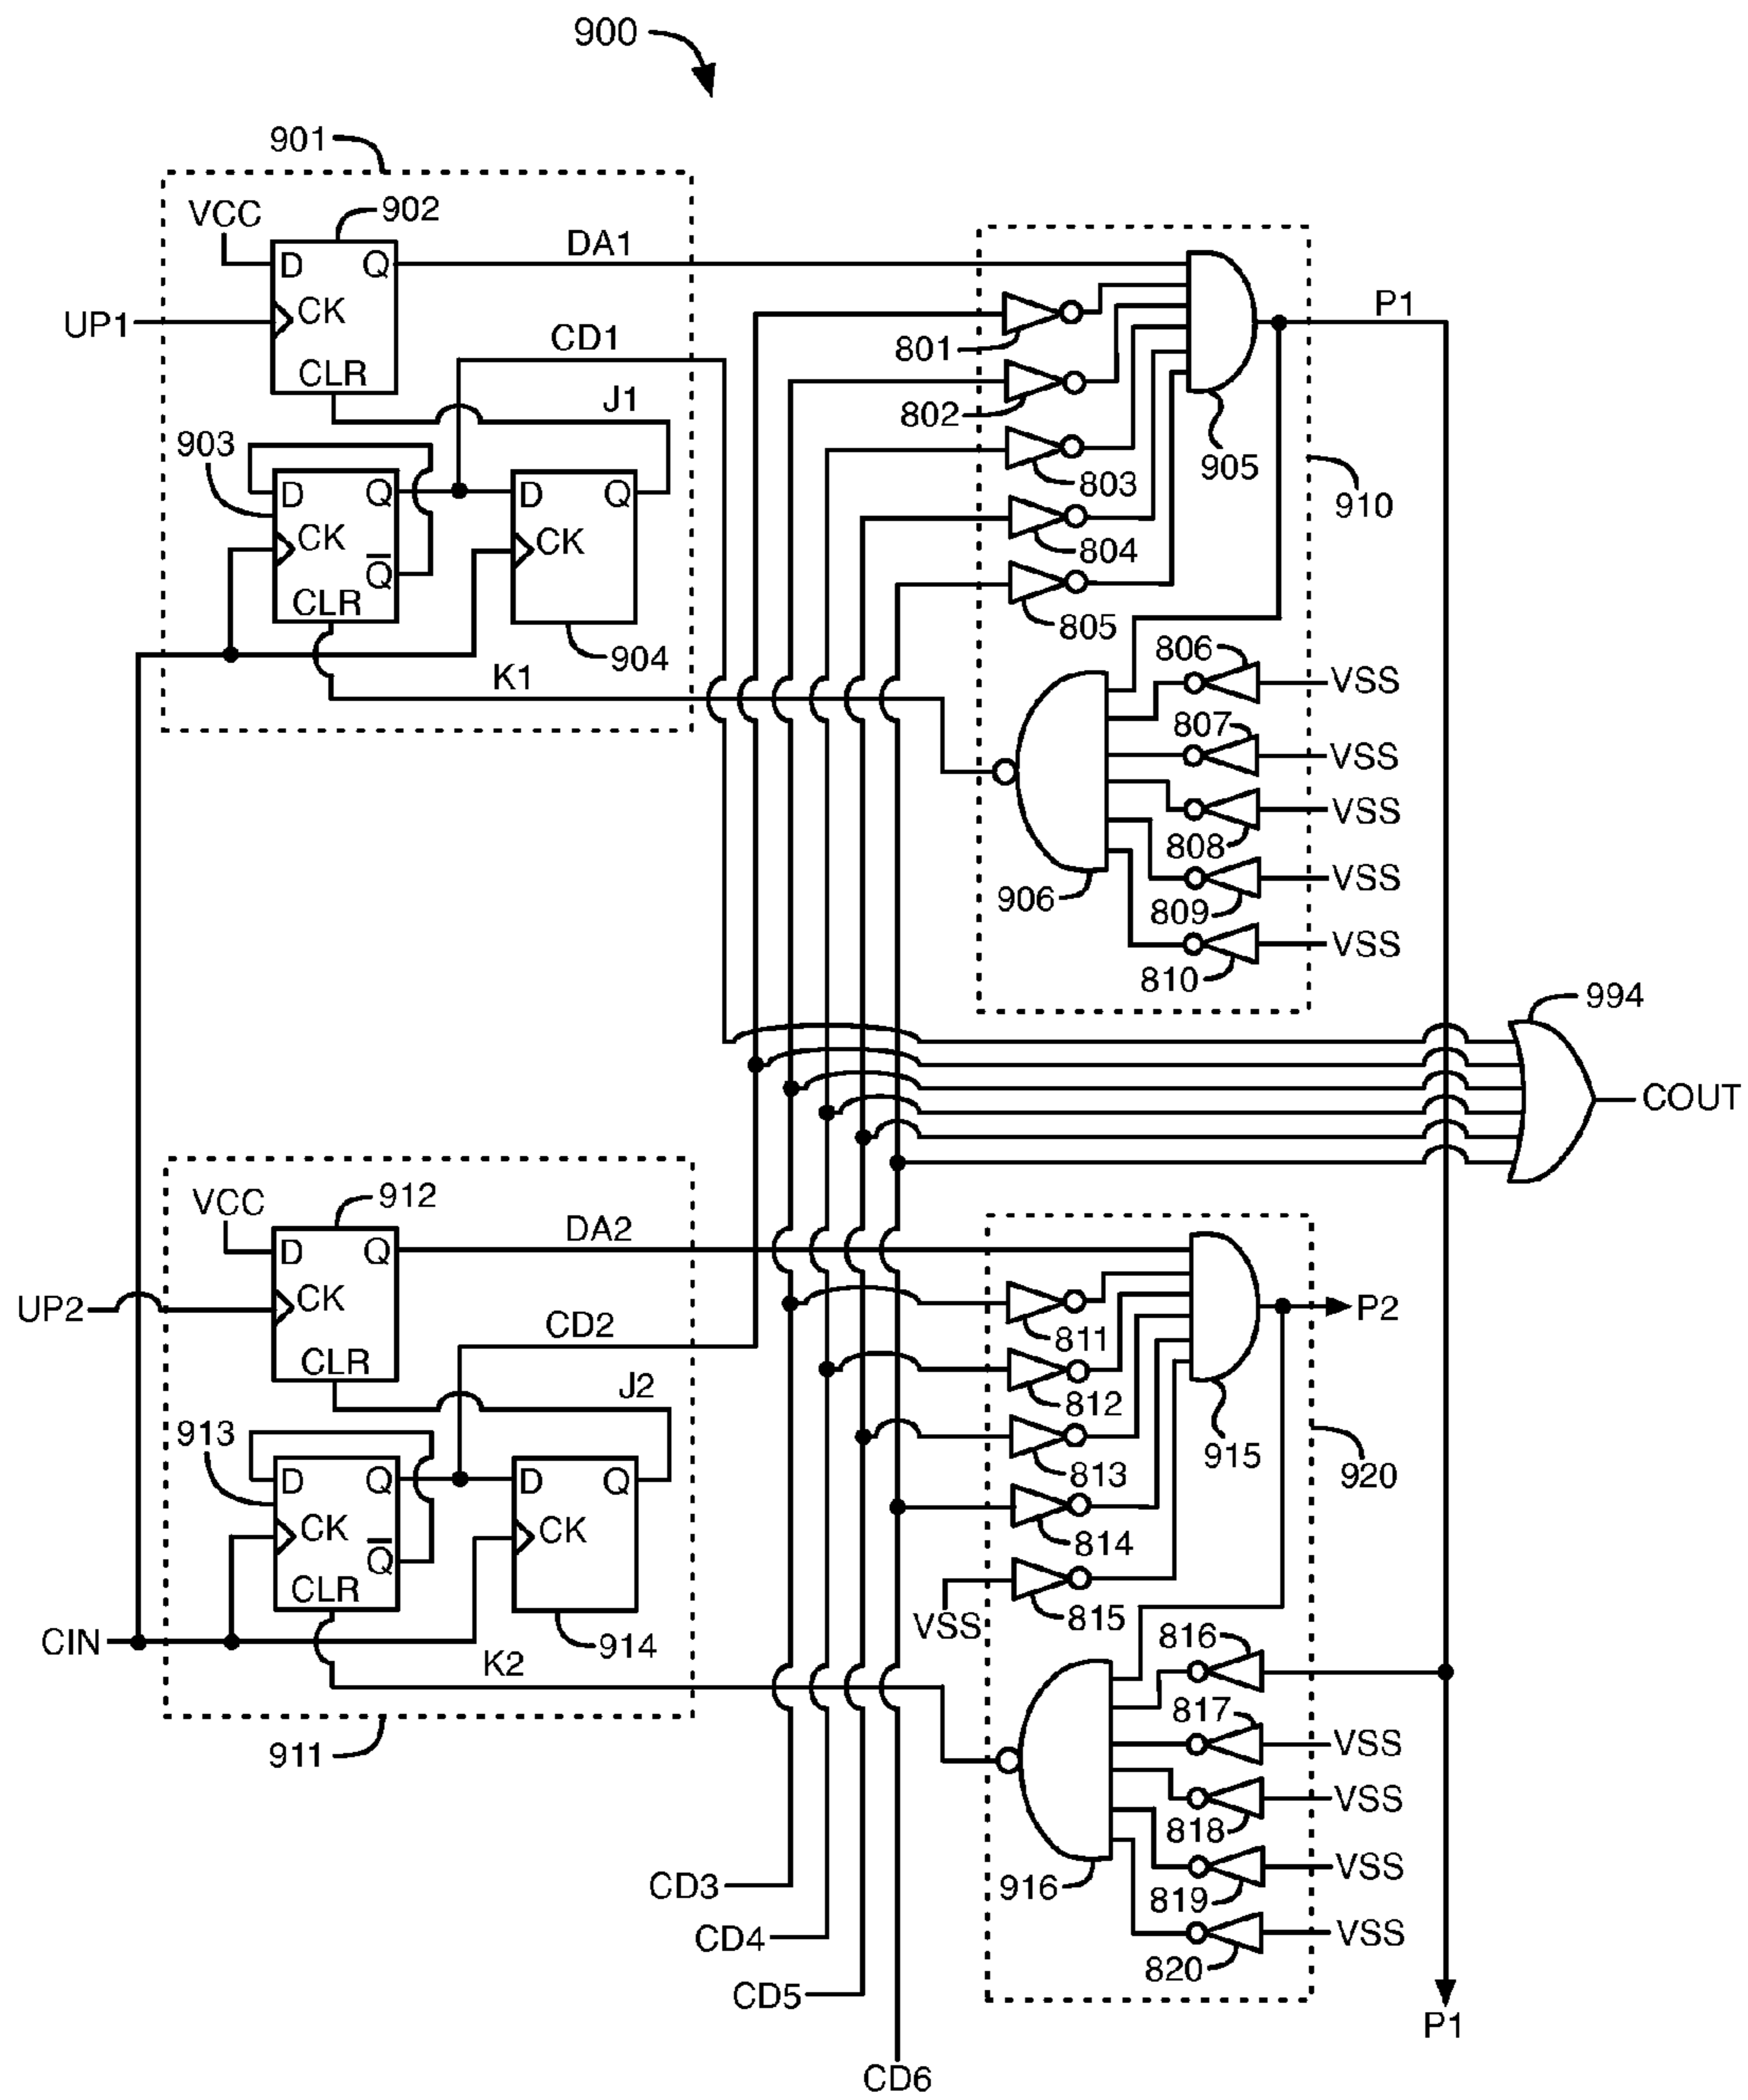 900
901
VCC
902
D
Q
CK
CLR
UP1
DA1
CD1
J1
903
D
Q
CK
Q̅
CLR
D
Q
CK
904
K1
801
802
803
804
805
905
910
P1
806
VSS
807
VSS
808
VSS
809
VSS
810
VSS
906
994
COUT
VCC
912
D
Q
CK
CLR
UP2
DA2
CD2
J2
913
D
Q
CK
Q̅
CLR
D
Q
CK
914
CIN
K2
911
811
812
813
814
VSS
815
915
920
P2
816
817
VSS
818
VSS
819
VSS
820
VSS
916
CD3
CD4
CD5
CD6
P1